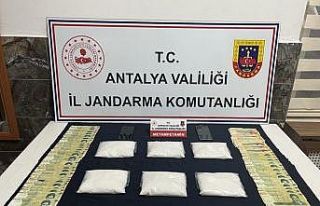 T.C.
ANTALYA VALİLİĞİ
İL JANDARMA KOMUTANLIĞI
METAMFETAMİN